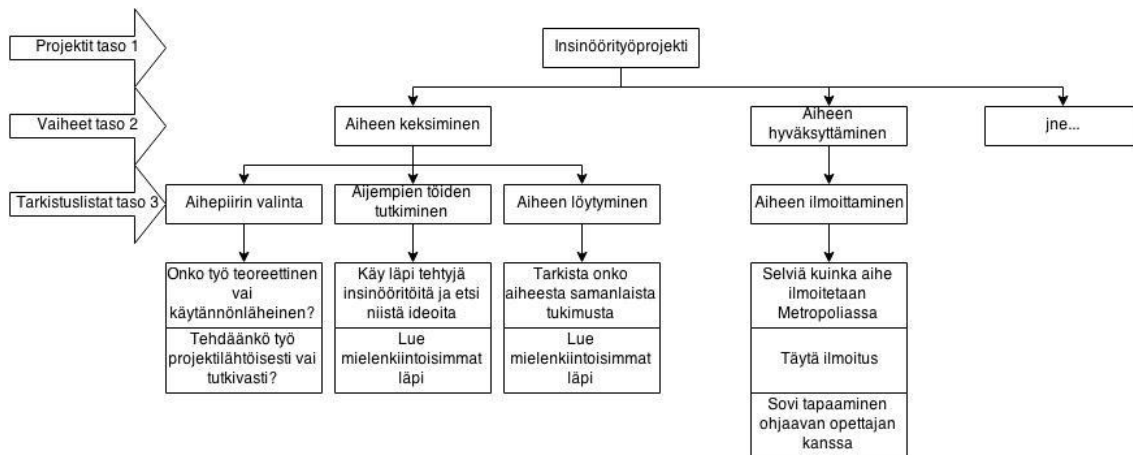 Projektit taso 1
Insinöörityöprojekti
Vaiheet taso 2
Aiheen keksiminen
Aiheen
hyväksyttäminen
jne...
Tarkistuslistat taso 3
Aihepiirin valinta
Aijempien töiden
tutkiminen
Aiheen löytyminen
Aiheen ilmoittaminen
Onko työ teoreettinen
vai
käytännönläheinen?
Tehdäänkö työ
projektilähtöisesti vai
tutkivasti?
Käy läpi tehtyjä
insinööritöitä ja etsi
niistä ideoita
Lue
mielenkiintoisimmat
läpi
Tarkista onko
aiheesta samanlaista
tukimusta
Lue
mielenkiintoisimmat
läpi
Selviä kuinka aihe
ilmoitetaan
Metropoliassa
Täytä ilmoitus
Sovi tapaaminen
ohjaavan opettajan
kanssa